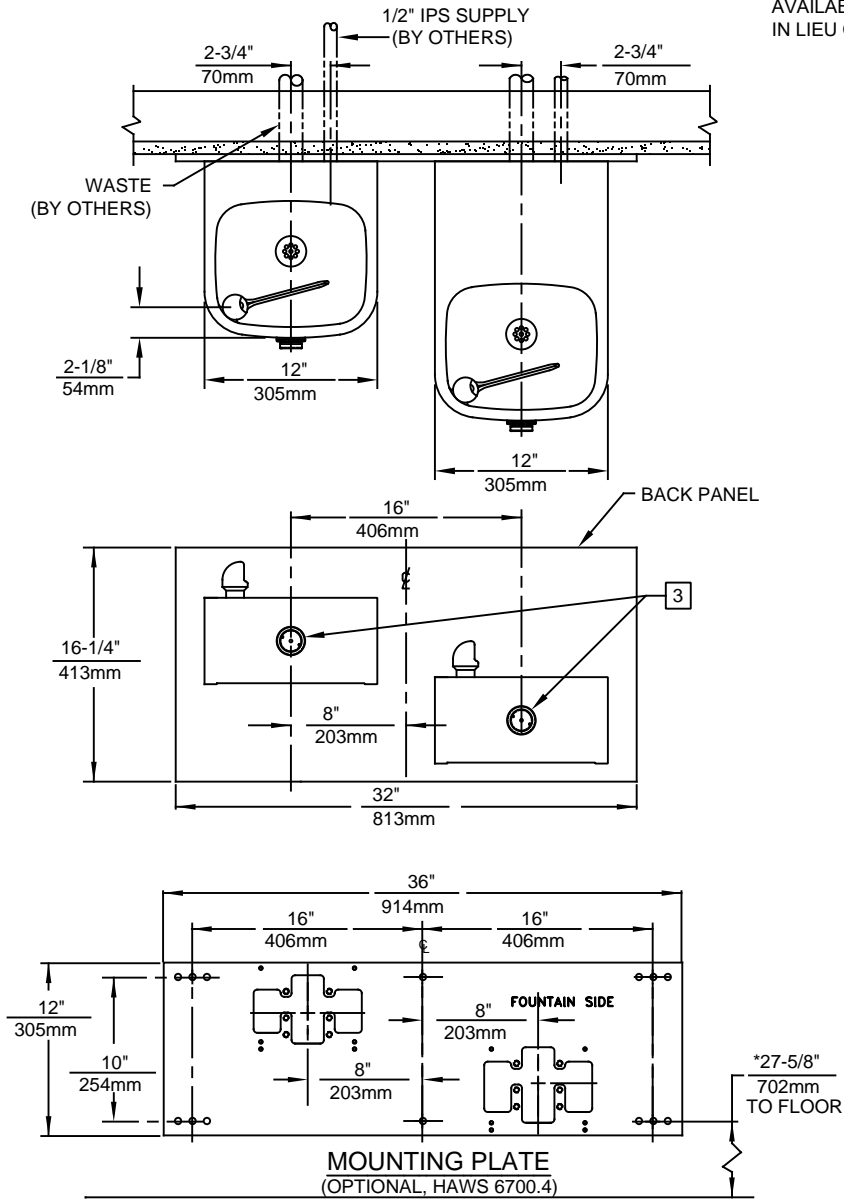 AVAILAB
IN LIEU
1/2" IPS SUPPLY
(BY OTHERS)
2-3/4"
70mm
2-3/4"
70mm
WASTE
(BY OTHERS)
2-1/8"
54mm
12"
305mm
12"
305mm
BACK PANEL
16"
406mm
℄
3
16-1/4"
413mm
8"
203mm
32"
813mm
36"
914mm
16"
406mm
16"
406mm
℄
12"
305mm
FOUNTAIN SIDE
8"
203mm
10"
254mm
8"
203mm
*27-5/8"
702mm
TO FLOOR
MOUNTING PLATE
(OPTIONAL, HAWS 6700.4)